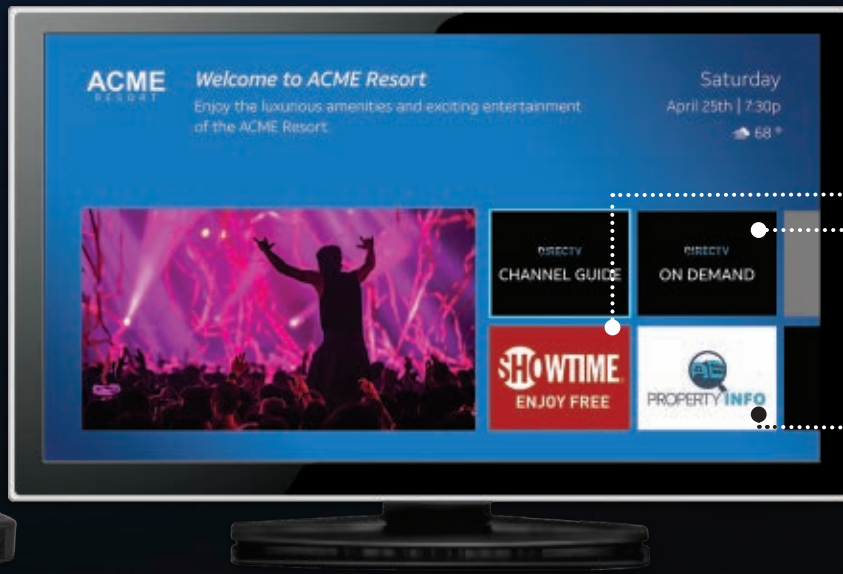 ACME
RESORT
Welcome to ACME Resort
Enjoy the luxurious amenities and exciting entertainment
of the ACME Resort.
Saturday
April 25th | 7:30p
68°
DIRECTV
CHANNEL GUIDE
DIRECTV
ON DEMAND
SHOWTIME
ENJOY FREE
PROPERTY INFO